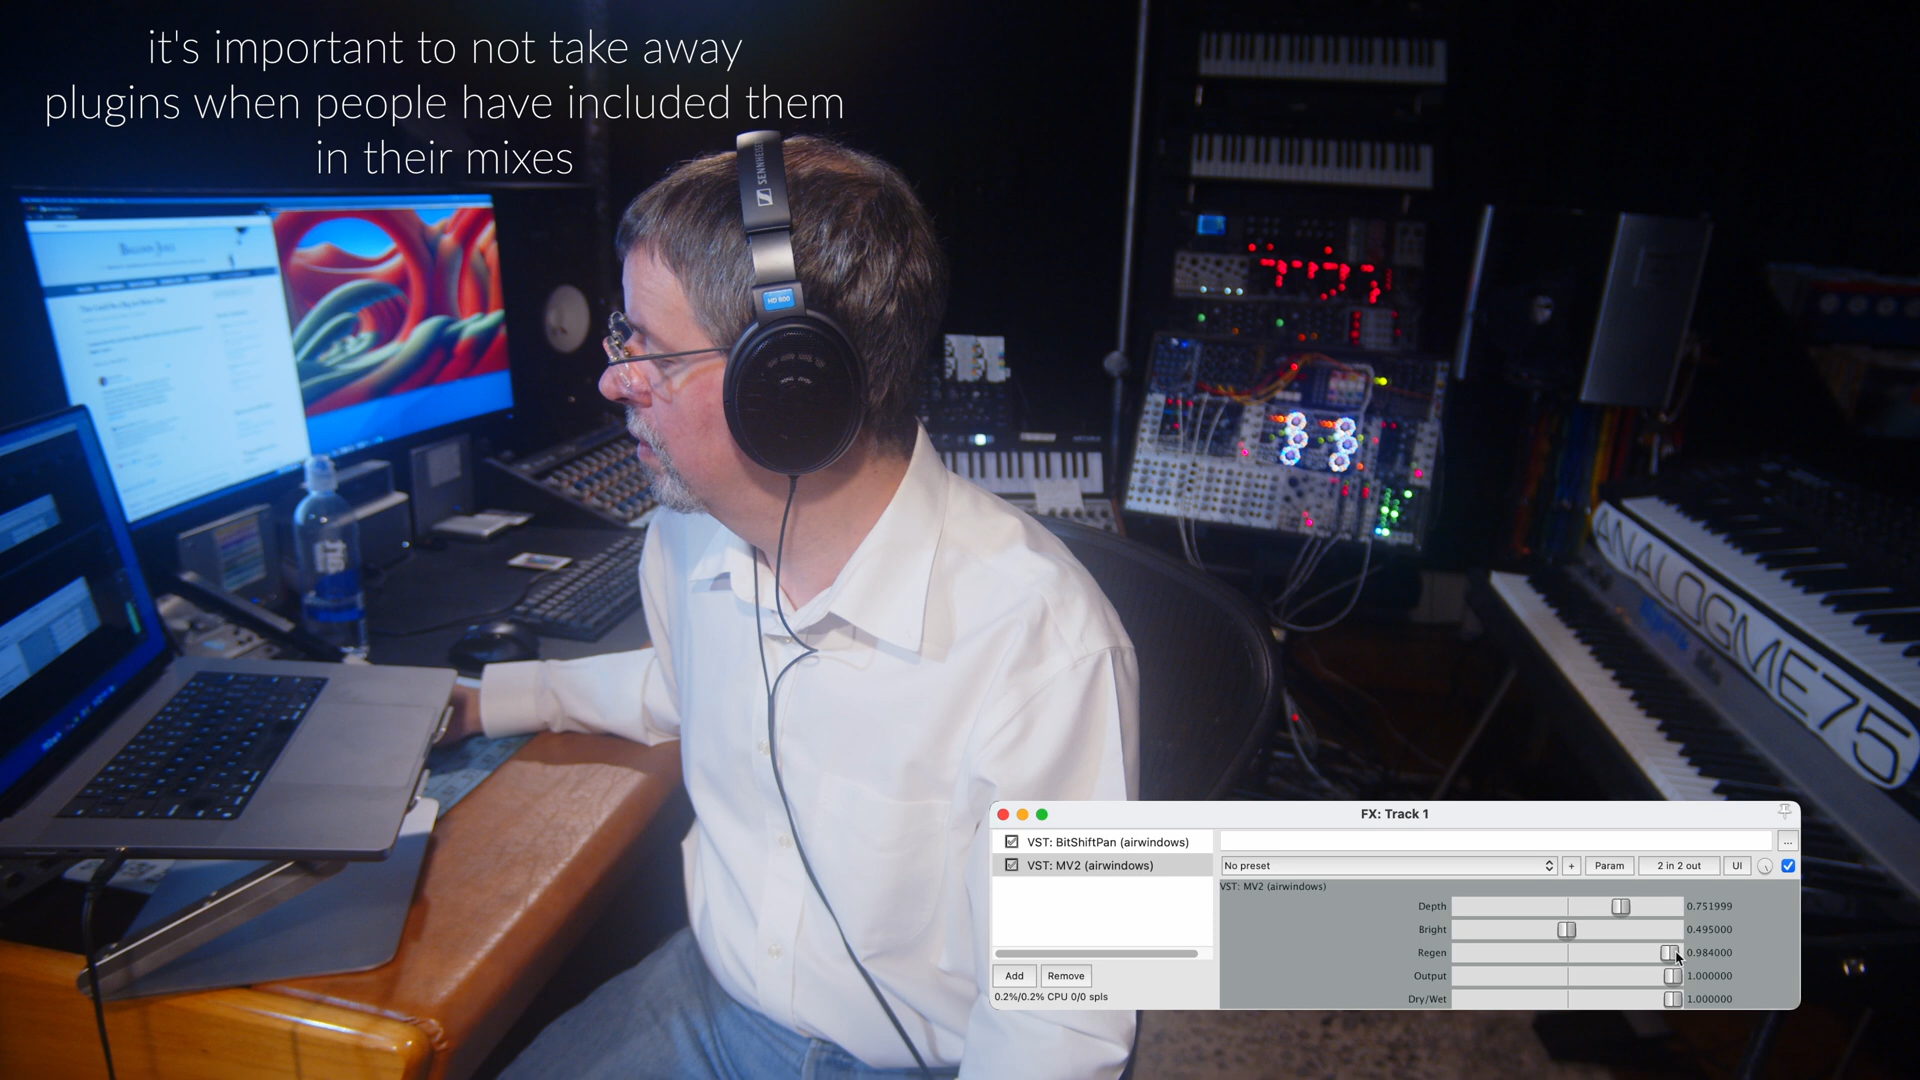 it's important to not take away
plugins when people have included them
in their mixes
SENNHEISER
HD 600
ANALOGME75
FX: Track 1
VST: BitShiftPan (airwindows)
VST: MV2 (airwindows)
...
No preset
+
Param
2 in 2 out
UI
VST: MV2 (airwindows)
Depth 0.751999
Bright 0.495000
Regen 0.984000
Output 1.000000
Dry/Wet 1.000000
Add
Remove
0.2%/0.2% CPU 0/0 spls